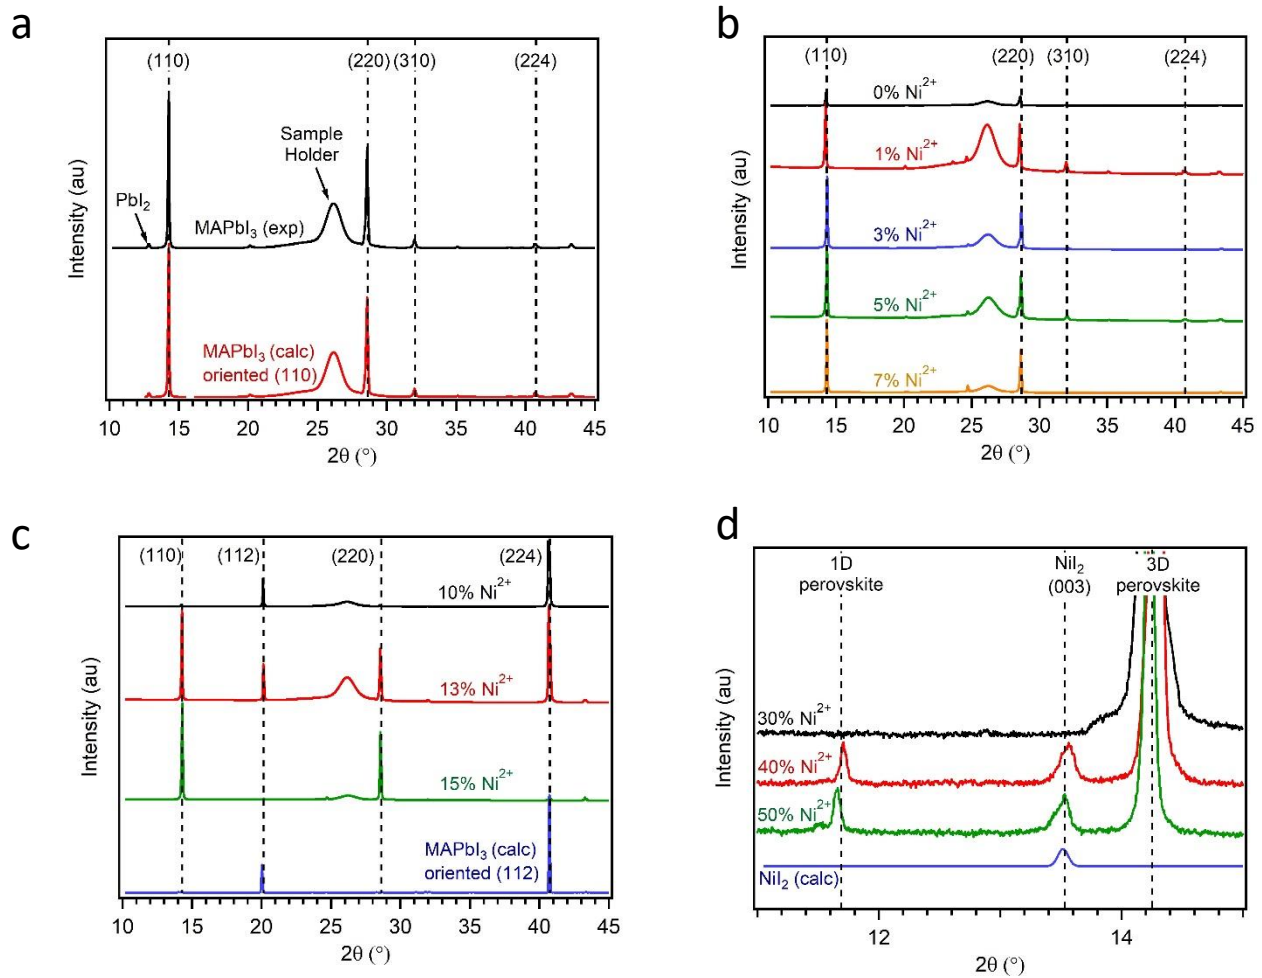 a
(110)
(220)
(310)
(224)
Sample
Holder
PbI2
MAPbI3 (exp)
MAPbI3 (calc)
oriented (110)
Intensity (au)
10
15
20
25
30
35
40
45
2θ (°)
b
(110)
(220)
(310)
(224)
0% Ni2+
1% Ni2+
3% Ni2+
5% Ni2+
7% Ni2+
Intensity (au)
10
15
20
25
30
35
40
45
2θ (°)
c
(110)
(112)
(220)
(224)
10% Ni2+
13% Ni2+
15% Ni2+
MAPbI3 (calc)
oriented (112)
Intensity (au)
10
15
20
25
30
35
40
45
2θ (°)
d
1D
perovskite
NiI2
(003)
3D
perovskite
30% Ni2+
40% Ni2+
50% Ni2+
NiI2 (calc)
Intensity (au)
12
14
2θ (°)